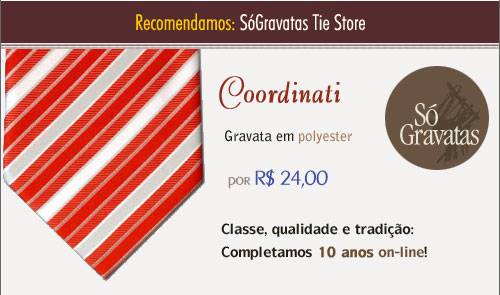 Recomendamos: SóGravatas Tie Store
Coordinati
Só
Gravatas
Gravata em polyester
por R$ 24,00
Classe, qualidade e tradição:
Completamos 10 anos on-line!